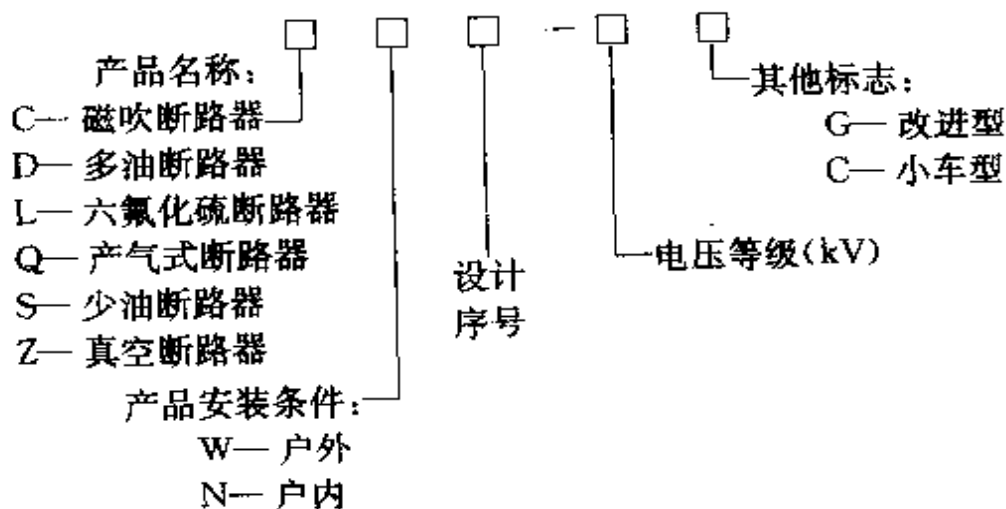 □ □ □ - □ □
产品名称：
C— 磁吹断路器
D— 多油断路器
L— 六氟化硫断路器
Q— 产气式断路器
S— 少油断路器
Z— 真空断路器
产品安装条件：
W— 户外
N— 户内
设计
序号
电压等级(kV)
其他标志：
G— 改进型
C— 小车型